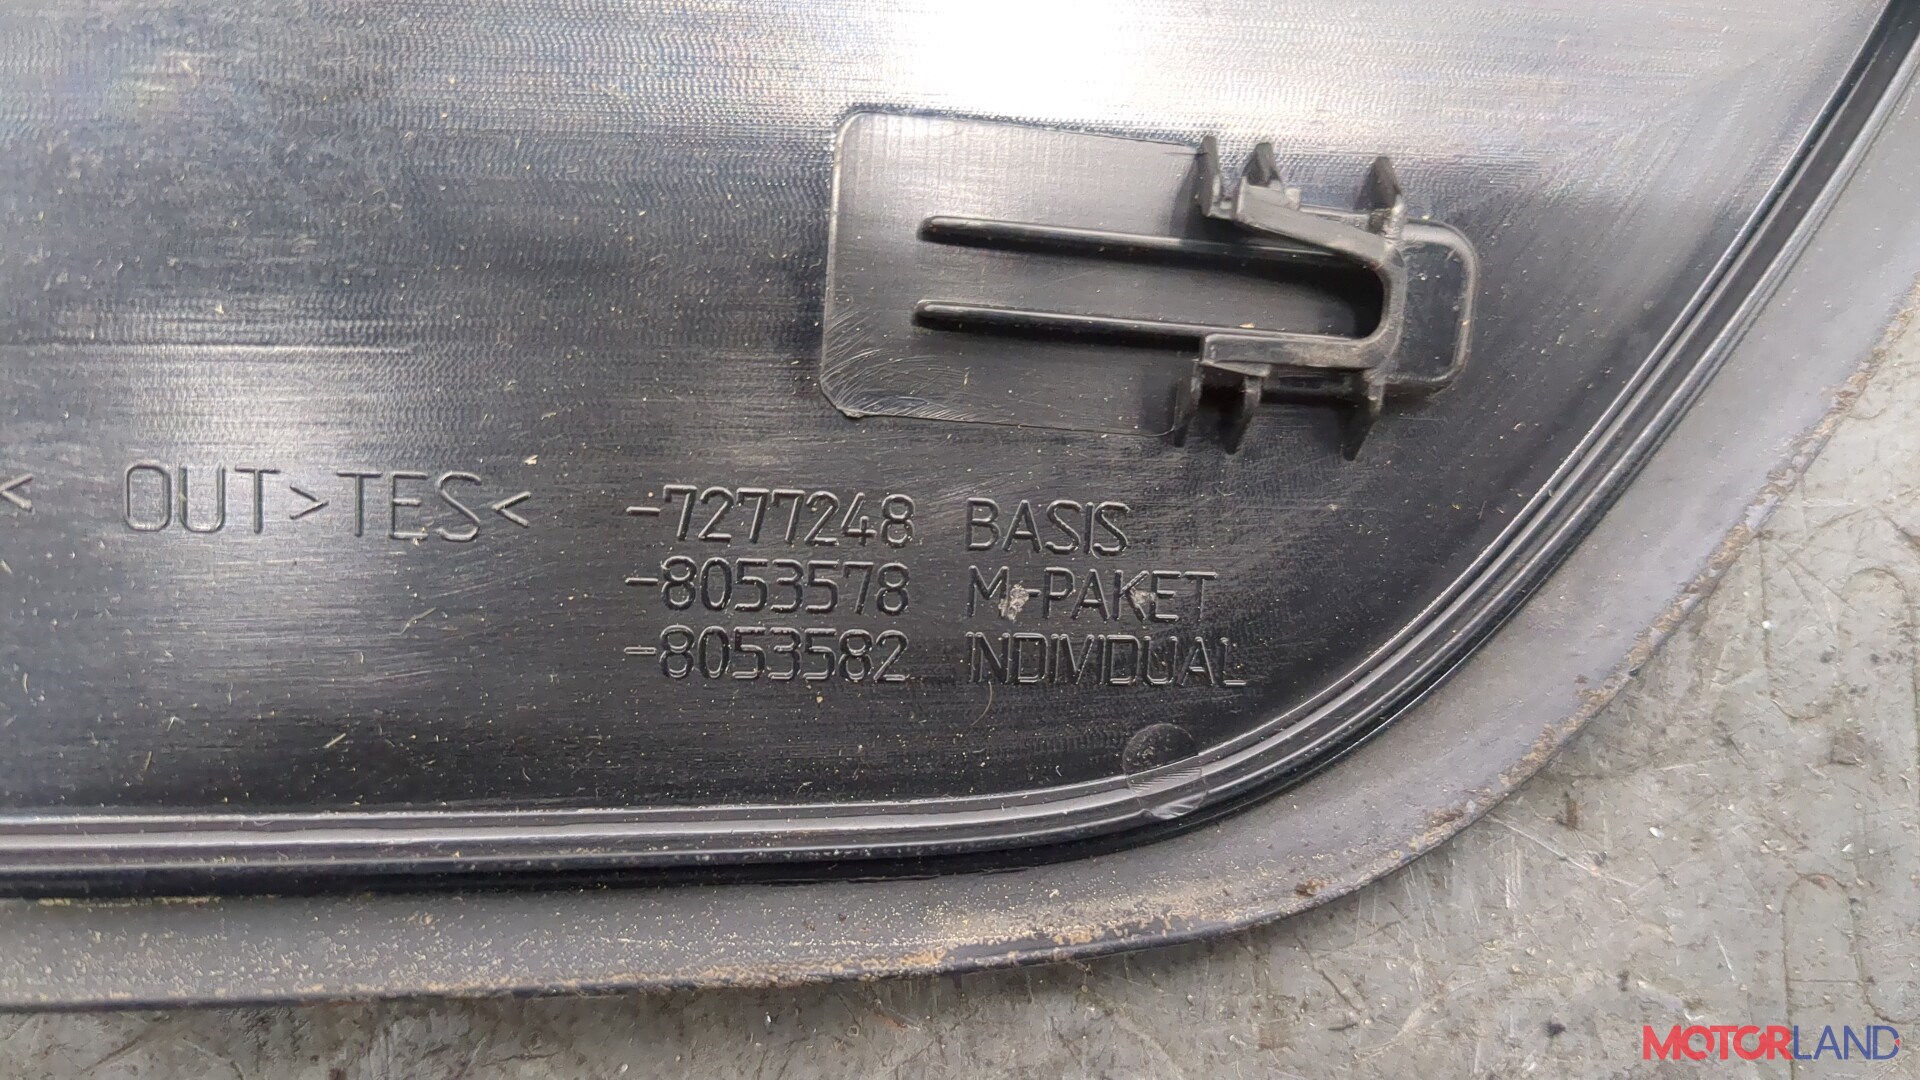 < OUT>TES<
-7277248 BASIS
-8053578 M-PAKET
-8053582 INDIVIDUAL
MOTORLAND